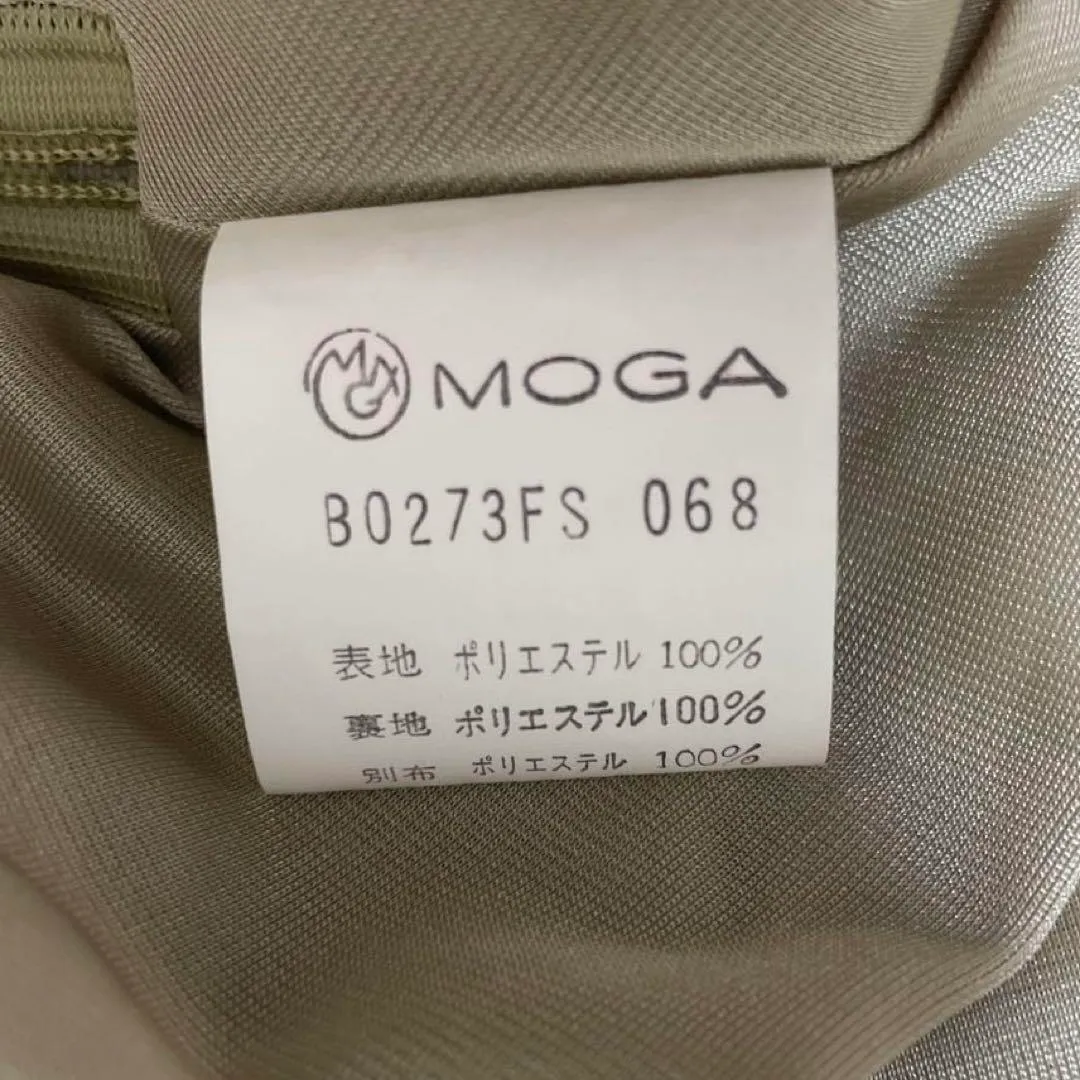 MOGA MOGA
B0273FS 068
表地 ポリエステル 100%
裏地 ポリエステル 100%
別布 ポリエステル 100%